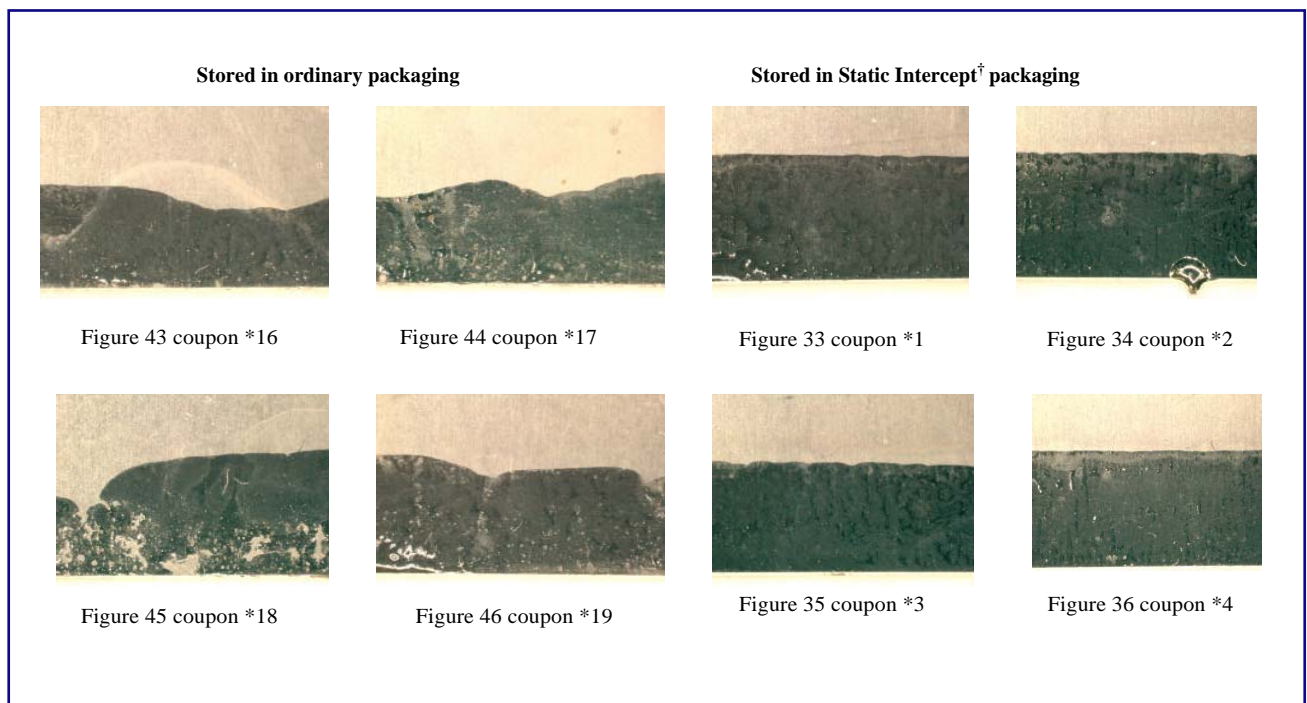 Stored in ordinary packaging
Stored in Static Intercept† packaging
Figure 43 coupon *16
Figure 44 coupon *17
Figure 33 coupon *1
Figure 34 coupon *2
Figure 45 coupon *18
Figure 46 coupon *19
Figure 35 coupon *3
Figure 36 coupon *4